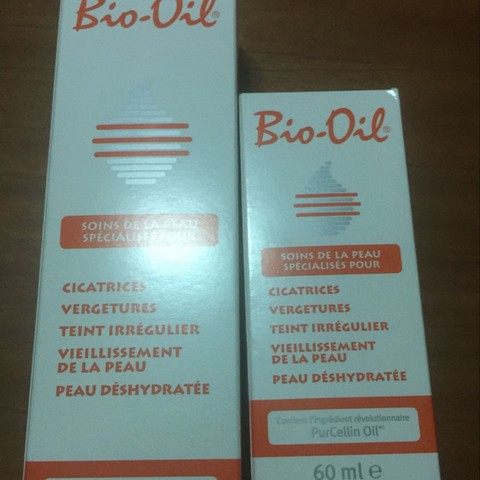 Bio-Oil®
SOINS DE LA PEAU
SPÉCIALISÉS POUR
CICATRICES
VERGETURES
TEINT IRRÉGULIER
VIEILLISSEMENT
DE LA PEAU
PEAU DÉSHYDRATÉE
Bio-Oil®
SOINS DE LA PEAU
SPÉCIALISÉS POUR
CICATRICES
VERGETURES
TEINT IRRÉGULIER
VIEILLISSEMENT
DE LA PEAU
PEAU DÉSHYDRATÉE
Contient l'ingrédient révolutionnaire
PurCellin Oil
60 ml e